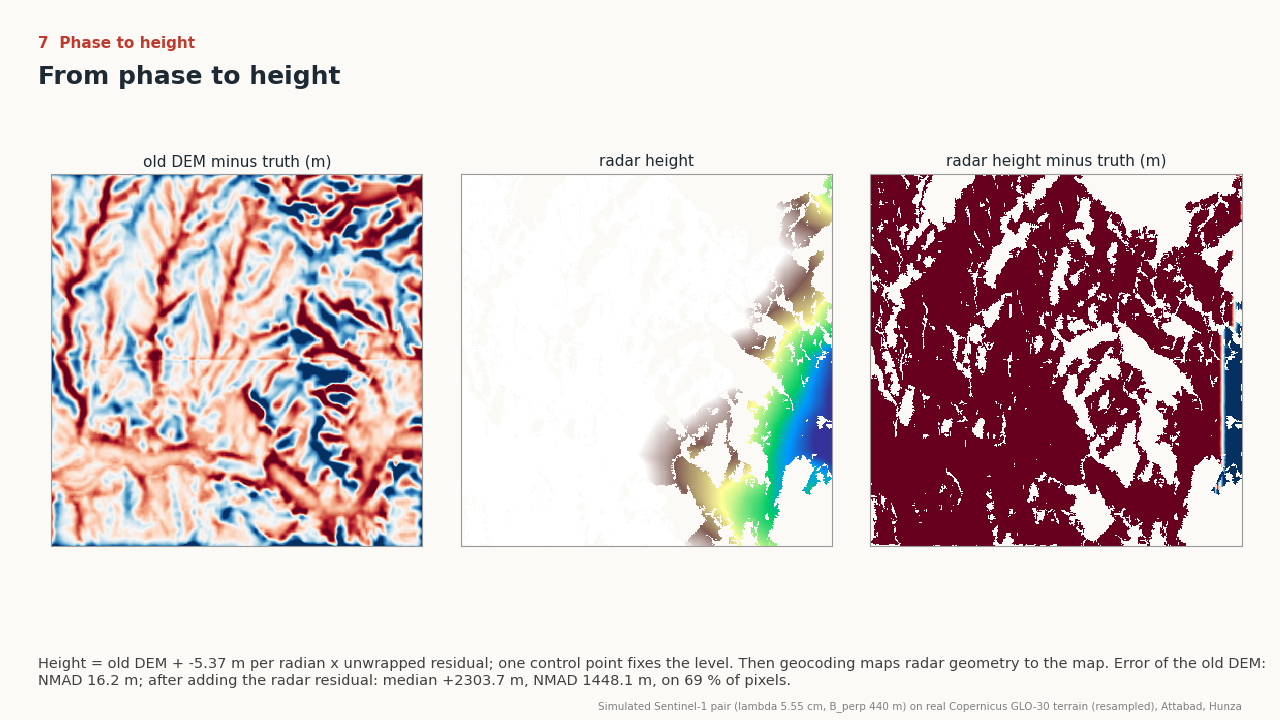 7 Phase to height
From phase to height
old DEM minus truth (m)
radar height
radar height minus truth (m)
Height = old DEM + -5.37 m per radian x unwrapped residual; one control point fixes the level. Then geocoding maps radar geometry to the map. Error of the old DEM:
NMAD 16.2 m; after adding the radar residual: median +2303.7 m, NMAD 1448.1 m, on 69 % of pixels.
Simulated Sentinel-1 pair (lambda 5.55 cm, B_perp 440 m) on real Copernicus GLO-30 terrain (resampled), Attabad, Hunza